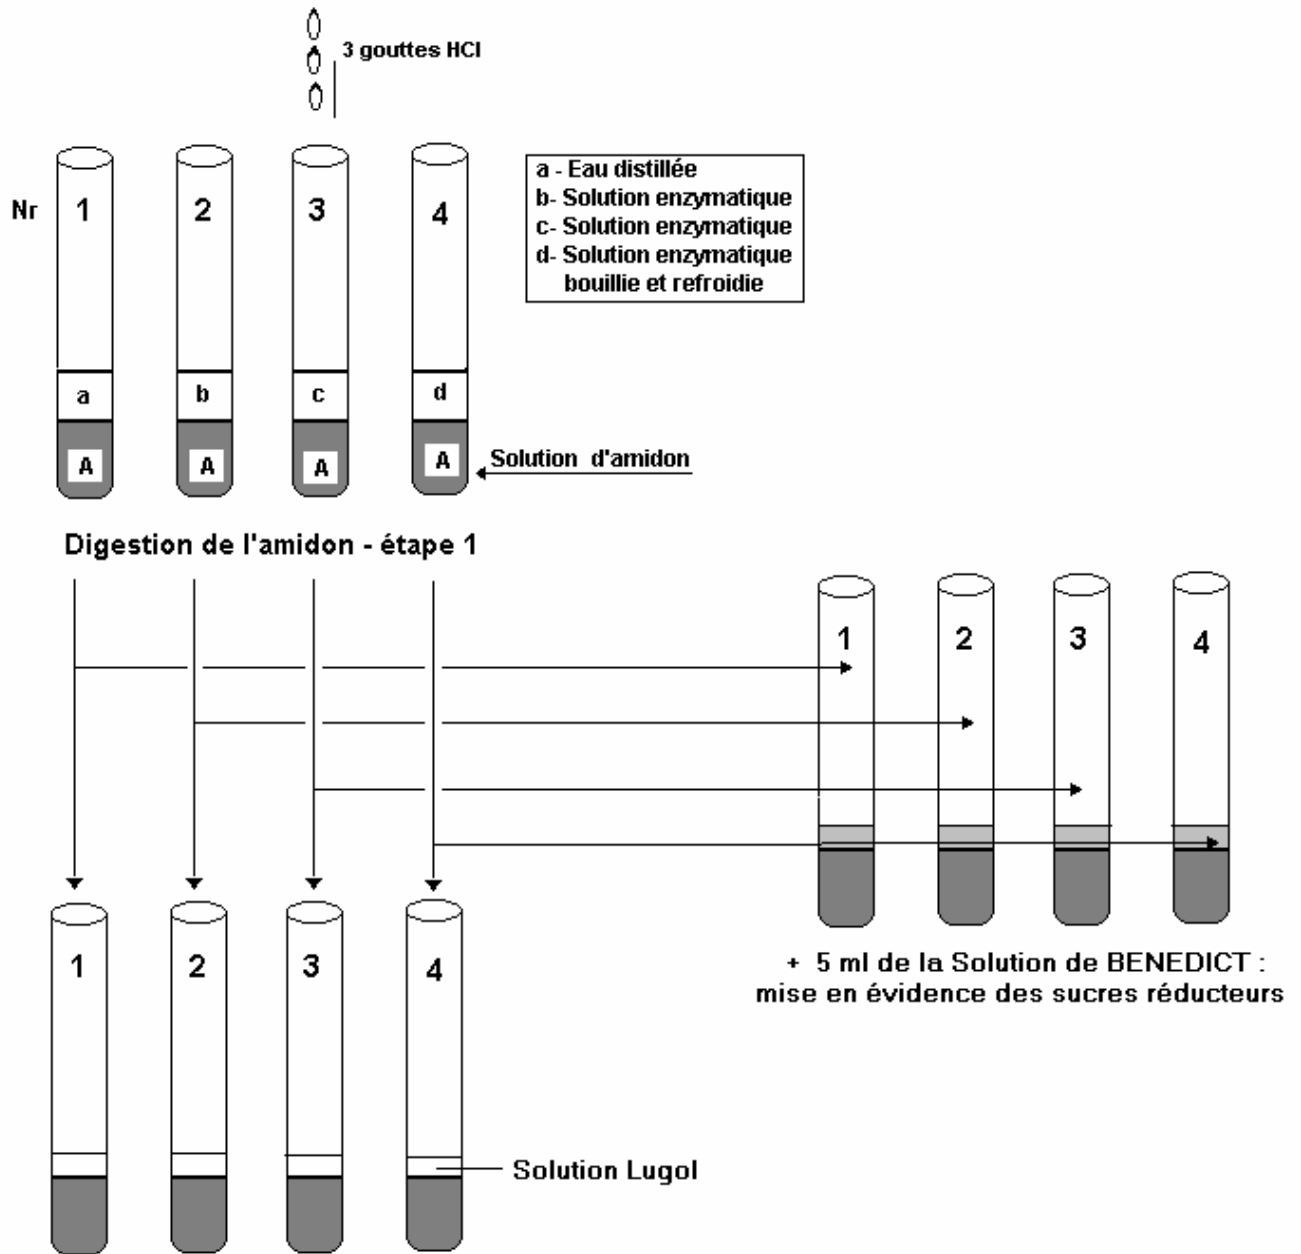 3 gouttes HCl
Nr 1 2 3 4
a - Eau distillée
b- Solution enzymatique
c- Solution enzymatique
d- Solution enzymatique
bouillie et refroidie
a b c d
A A A A
Solution d'amidon
Digestion de l'amidon - étape 1
1 2 3 4
+ 5 ml de la Solution de BENEDICT :
mise en évidence des sucres réducteurs
1 2 3 4
Solution Lugol